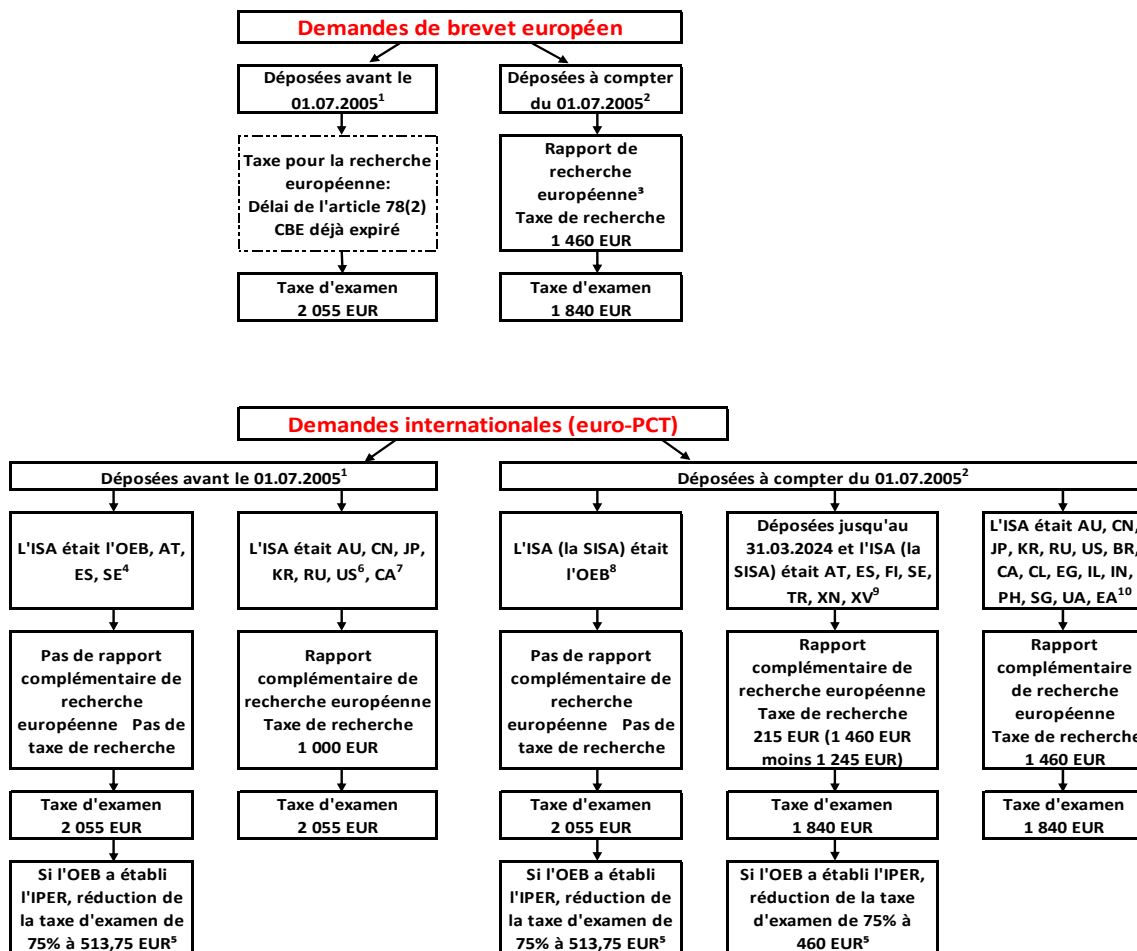 Demandes de brevet européen
Déposées avant le
01.07.2005¹
Déposées à compter
du 01.07.2005²
Taxe pour la recherche
européenne:
Délai de l'article 78(2)
CBE déjà expiré
Rapport de
recherche
européenne³
Taxe de recherche
1 460 EUR
Taxe d'examen
2 055 EUR
Taxe d'examen
1 840 EUR
Demandes internationales (euro-PCT)
Déposées avant le 01.07.2005¹
Déposées à compter du 01.07.2005²
L'ISA était l'OEB, AT,
ES, SE⁴
L'ISA était AU, CN, JP,
KR, RU, US⁶, CA⁷
L'ISA (la SISA) était
l'OEB⁸
Déposées jusqu'au
31.03.2024 et l'ISA (la
SISA) était AT, ES, FI, SE,
TR, XN, XV⁹
L'ISA était AU, CN,
JP, KR, RU, US, BR,
CA, CL, EG, IL, IN,
PH, SG, UA, EA¹⁰
Pas de rapport
complémentaire de
recherche
européenne Pas de
taxe de recherche
Rapport
complémentaire de
recherche européenne
Taxe de recherche
1 000 EUR
Pas de rapport
complémentaire de
recherche
européenne Pas de
taxe de recherche
Rapport
complémentaire de
recherche européenne
Taxe de recherche
215 EUR (1 460 EUR
moins 1 245 EUR)
Rapport
complémentaire
de recherche
européenne
Taxe de recherche
1 460 EUR
Taxe d'examen
2 055 EUR
Taxe d'examen
2 055 EUR
Taxe d'examen
2 055 EUR
Taxe d'examen
1 840 EUR
Taxe d'examen
1 840 EUR
Si l'OEB a établi
l'IPER, réduction de
la taxe d'examen de
75% à 513,75 EUR⁵
Si l'OEB a établi
l'IPER, réduction de
la taxe d'examen de
75% à 513,75 EUR⁵
Si l'OEB a établi l'IPER,
réduction de la taxe
d'examen de 75% à
460 EUR⁵